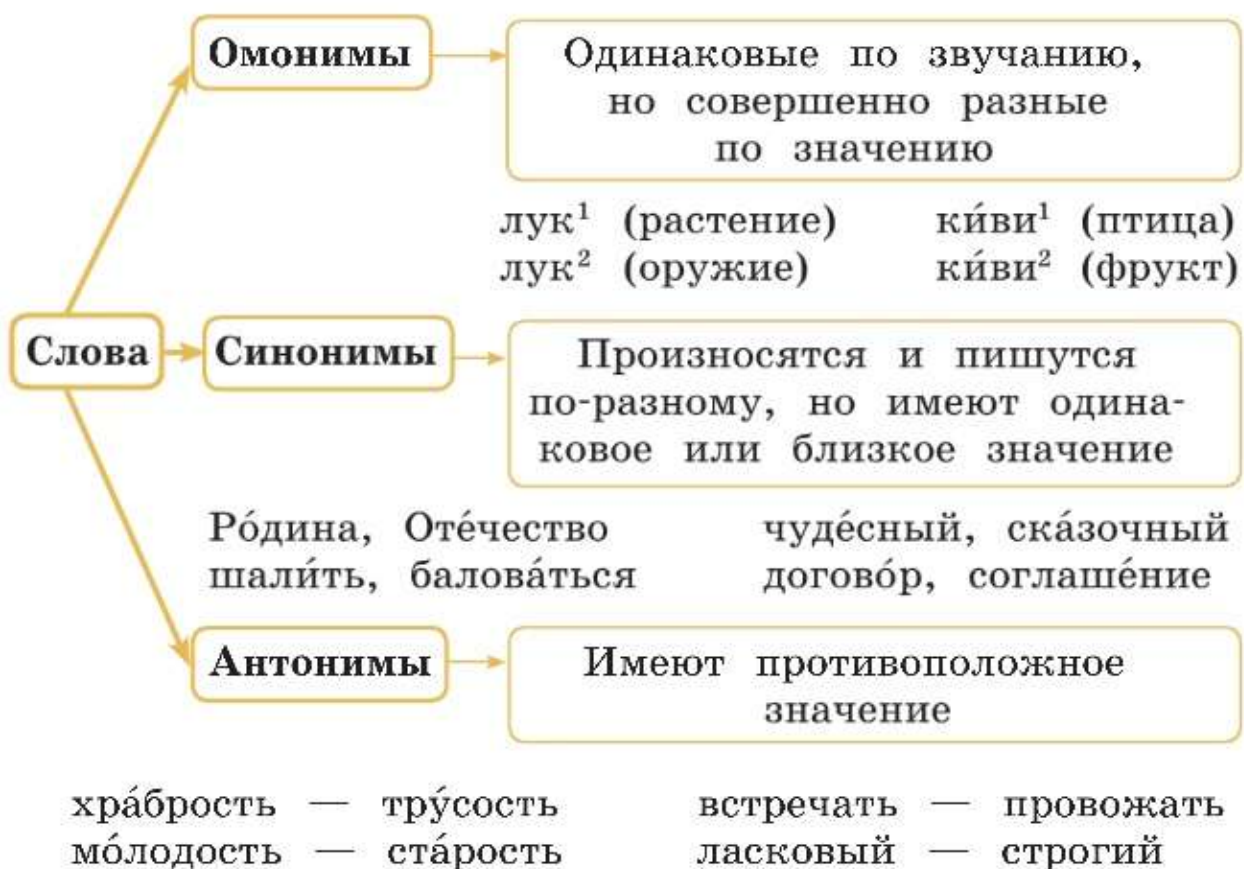 Омонимы
Одинаковые по звучанию,
но совершенно разные
по значению
лук¹ (растение) ки́ви¹ (птица)
лук² (оружие) ки́ви² (фрукт)
Слова
Синонимы
Произносятся и пишутся
по-разному, но имеют одина-
ковое или близкое значение
Ро́дина, Оте́чество чуде́сный, ска́зочный
шали́ть, балова́ться догово́р, соглаше́ние
Антонимы
Имеют противоположное
значение
хра́брость — тру́сость встречать — провожать
мо́лодость — ста́рость ласковый — строгий